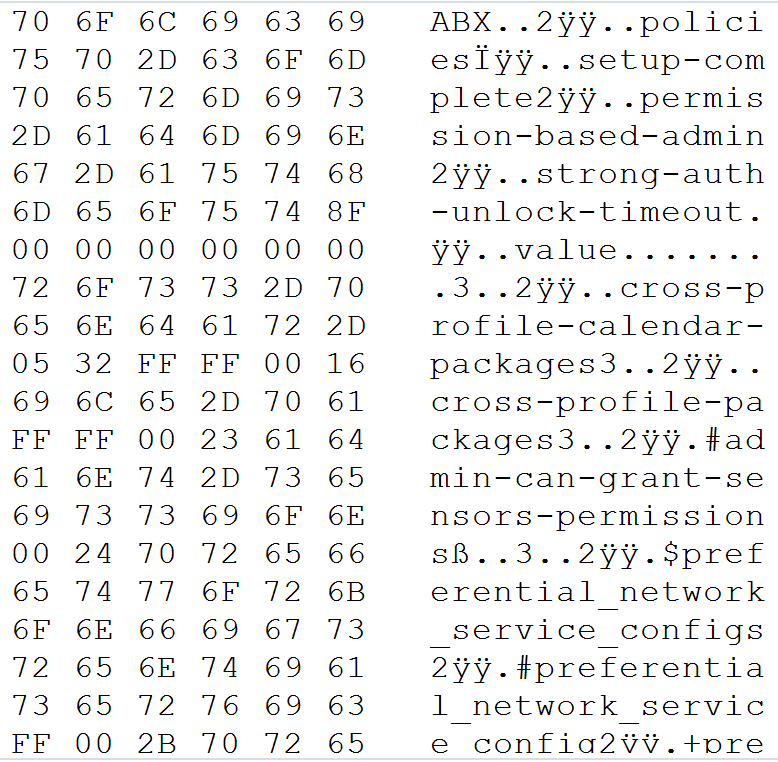 70 6F 6C 69 63 69 ABX..2ÿÿ..polici
75 70 2D 63 6F 6D esÏÿÿ..setup-com
70 65 72 6D 69 73 plete2ÿÿ..permis
2D 61 64 6D 69 6E sion-based-admin
67 2D 61 75 74 68 2ÿÿ..strong-auth
6D 65 6F 75 74 8F -unlock-timeout.
00 00 00 00 00 00 ÿÿ..value.......
72 6F 73 73 2D 70 .3..2ÿÿ..cross-p
65 6E 64 61 72 2D rofile-calendar-
05 32 FF FF 00 16 packages3..2ÿÿ..
69 6C 65 2D 70 61 cross-profile-pa
FF FF 00 23 61 64 ckages3..2ÿÿ.#ad
61 6E 74 2D 73 65 min-can-grant-se
69 73 73 69 6F 6E nsors-permission
00 24 70 72 65 66 sß..3..2ÿÿ.$pref
65 74 77 6F 72 6B erential_network
6F 6E 66 69 67 73 _service_configs
72 65 6E 74 69 61 2ÿÿ.#preferentia
73 65 72 76 69 63 l_network_servic
FF 00 2B 70 72 65 e_config2ÿÿ.+pre